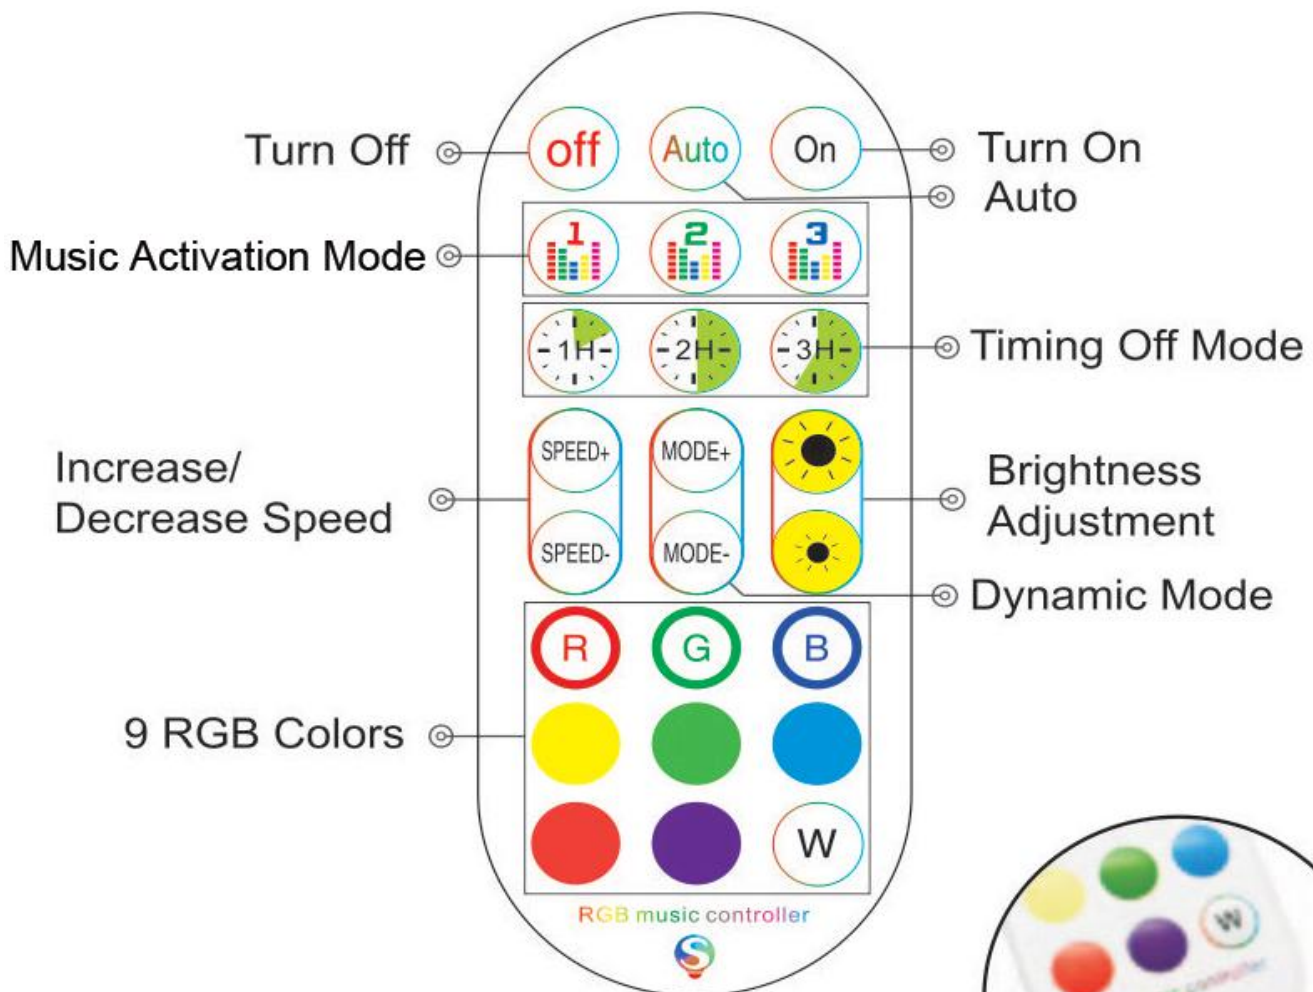 Turn Off
off
Auto
On
Turn On
Auto
Music Activation Mode
1
2
3
1H
2H
3H
Timing Off Mode
Increase/
Decrease Speed
SPEED+
MODE+
SPEED-
MODE-
Brightness
Adjustment
Dynamic Mode
R
G
B
9 RGB Colors
W
RGB music controller
S
W
controller